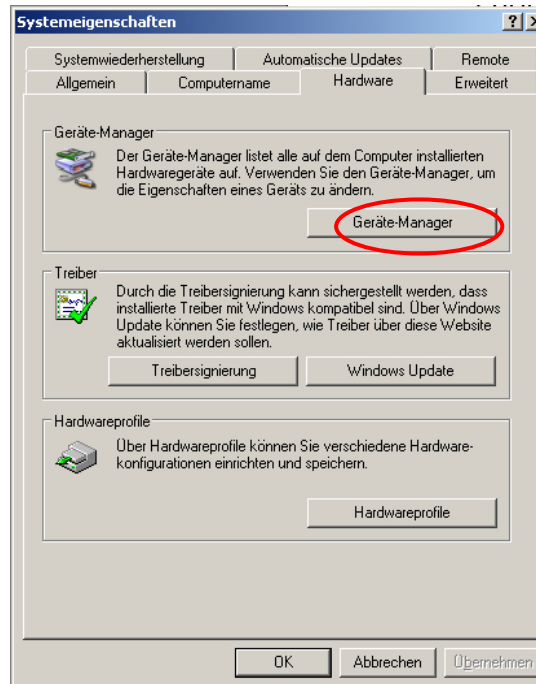 Systemeigenschaften
Systemwiederherstellung Automatische Updates Remote
Allgemein Computername Hardware Erweitert
Geräte-Manager
Der Geräte-Manager listet alle auf dem Computer installierten
Hardwaregeräte auf. Verwenden Sie den Geräte-Manager, um
die Eigenschaften eines Geräts zu ändern.
Geräte-Manager
Treiber
Durch die Treibersignierung kann sichergestellt werden, dass
installierte Treiber mit Windows kompatibel sind. Über Windows
Update können Sie festlegen, wie Treiber über diese Website
aktualisiert werden sollen.
Treibersignierung Windows Update
Hardwareprofile
Über Hardwareprofile können Sie verschiedene Hardware-
konfigurationen einrichten und speichern.
Hardwareprofile
OK Abbrechen Übernehmen